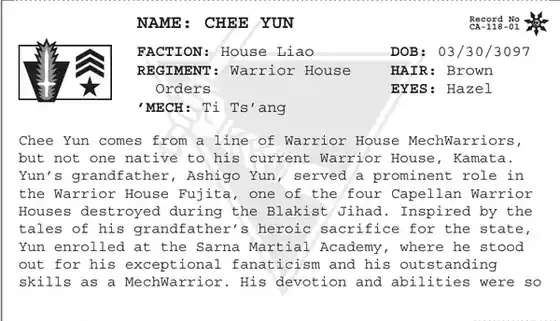 NAME: CHEE YUN
Record No
CA-118-01
FACTION: House Liao
DOB: 03/30/3097
REGIMENT: Warrior House
HAIR: Brown
Orders
EYES: Hazel
'MECH: Ti Ts'ang
Chee Yun comes from a line of Warrior House MechWarriors,
but not one native to his current Warrior House, Kamata.
Yun's grandfather, Ashigo Yun, served a prominent role in
the Warrior House Fujita, one of the four Capellan Warrior
Houses destroyed during the Blakist Jihad. Inspired by the
tales of his grandfather's heroic sacrifice for the state,
Yun enrolled at the Sarna Martial Academy, where he stood
out for his exceptional fanaticism and his outstanding
skills as a MechWarrior. His devotion and abilities were so